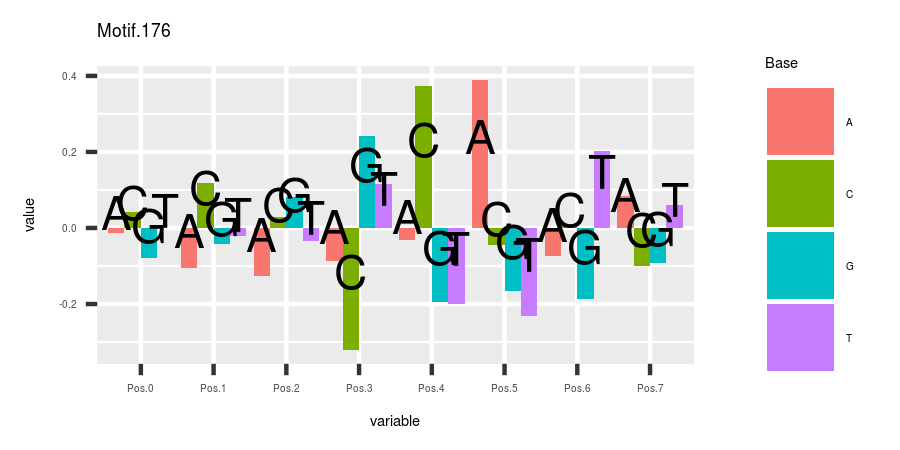 Motif.176
Base
0.4
0.2
0.0
-0.2
value
A C G T A C G T A C G T A C G T A C G T A C G T A C G T A C G T
Pos.0 Pos.1 Pos.2 Pos.3 Pos.4 Pos.5 Pos.6 Pos.7
variable
A
C
G
T